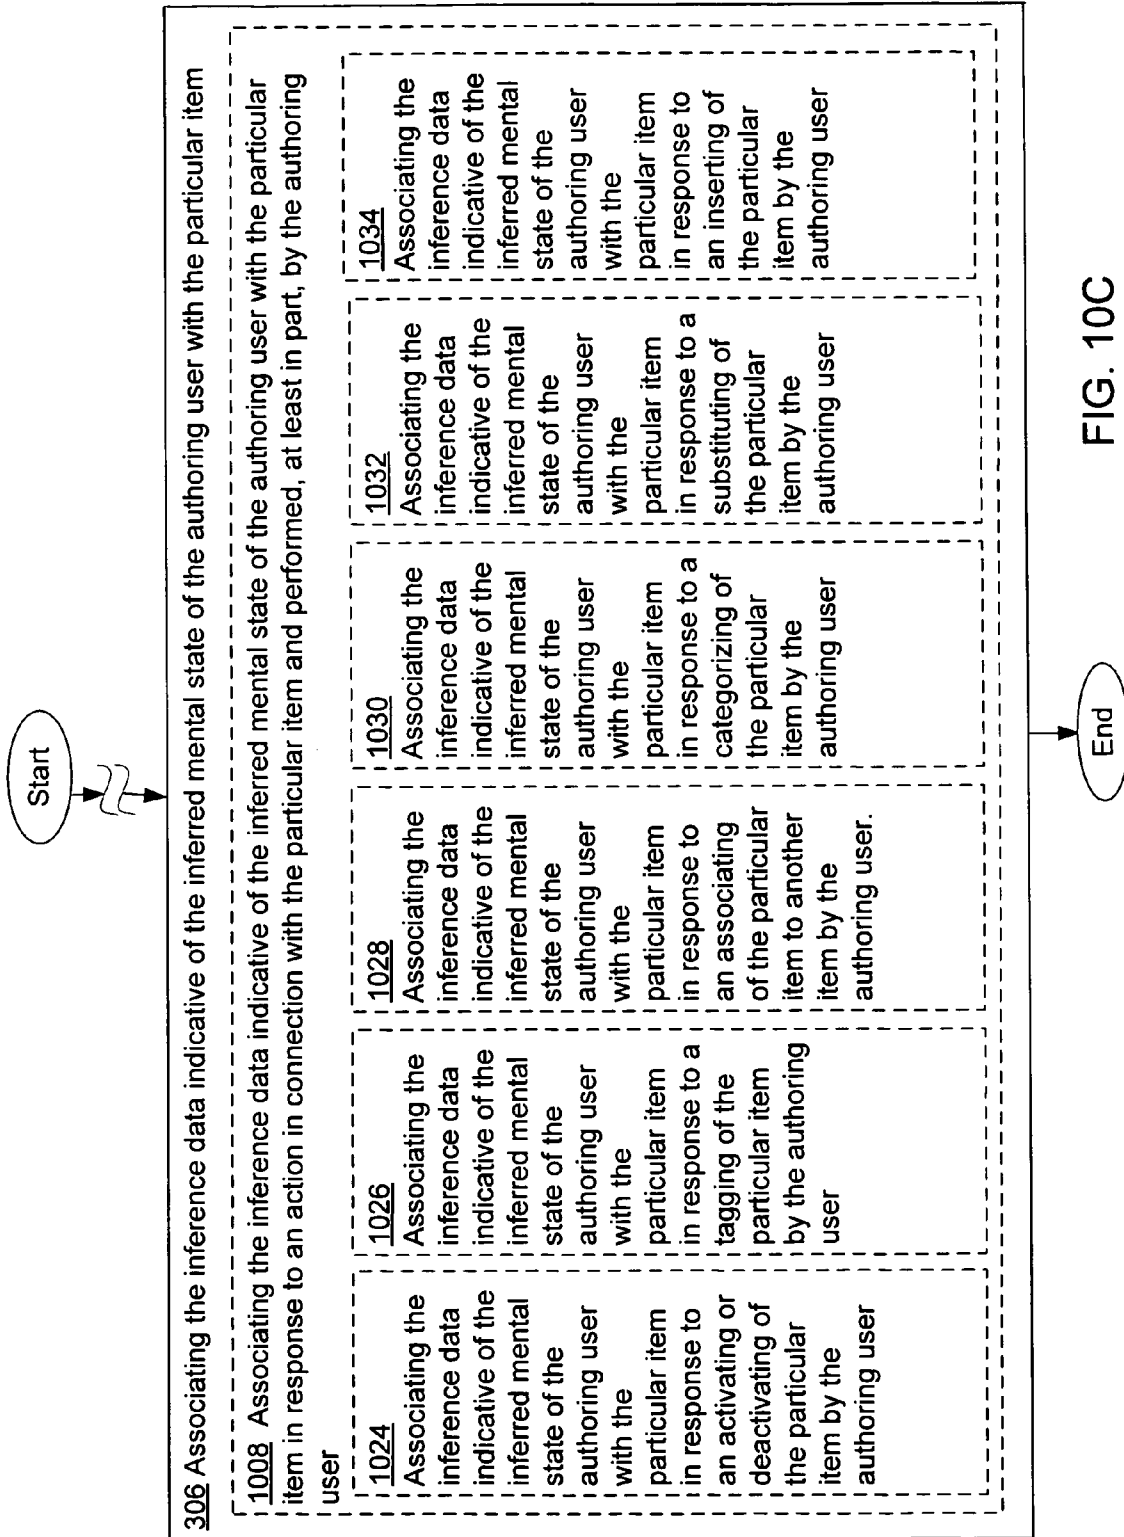 Start
306 Associating the inference data indicative of the inferred mental state of the authoring user with the particular item
1008 Associating the inference data indicative of the inferred mental state of the authoring user with the particular
item in response to an action in connection with the particular item and performed, at least in part, by the authoring
user
1024
Associating the
inference data
indicative of the
inferred mental
state of the
authoring user
with the
particular item
in response to
an activating or
deactivating of
the particular
item by the
authoring user
1026
Associating the
inference data
indicative of the
inferred mental
state of the
authoring user
with the
particular item
in response to a
tagging of the
particular item
by the authoring
user
1028
Associating the
inference data
indicative of the
inferred mental
state of the
authoring user
with the
particular item
in response to
an associating
of the particular
item to another
item by the
authoring user.
1030
Associating the
inference data
indicative of the
inferred mental
state of the
authoring user
with the
particular item
in response to a
categorizing of
the particular
item by the
authoring user
1032
Associating the
inference data
indicative of the
inferred mental
state of the
authoring user
with the
particular item
in response to a
substituting of
the particular
item by the
authoring user
1034
Associating the
inference data
indicative of the
inferred mental
state of the
authoring user
with the
particular item
in response to
an inserting of
the particular
item by the
authoring user
End
FIG. 10C